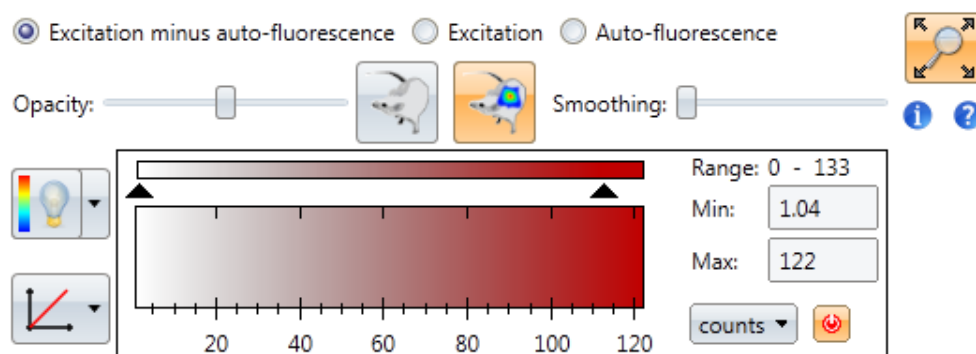 Excitation minus auto-fluorescence Excitation Auto-fluorescence
Opacity: Smoothing:
Range: 0 - 133
Min: 1.04
Max: 122
counts
20 40 60 80 100 120